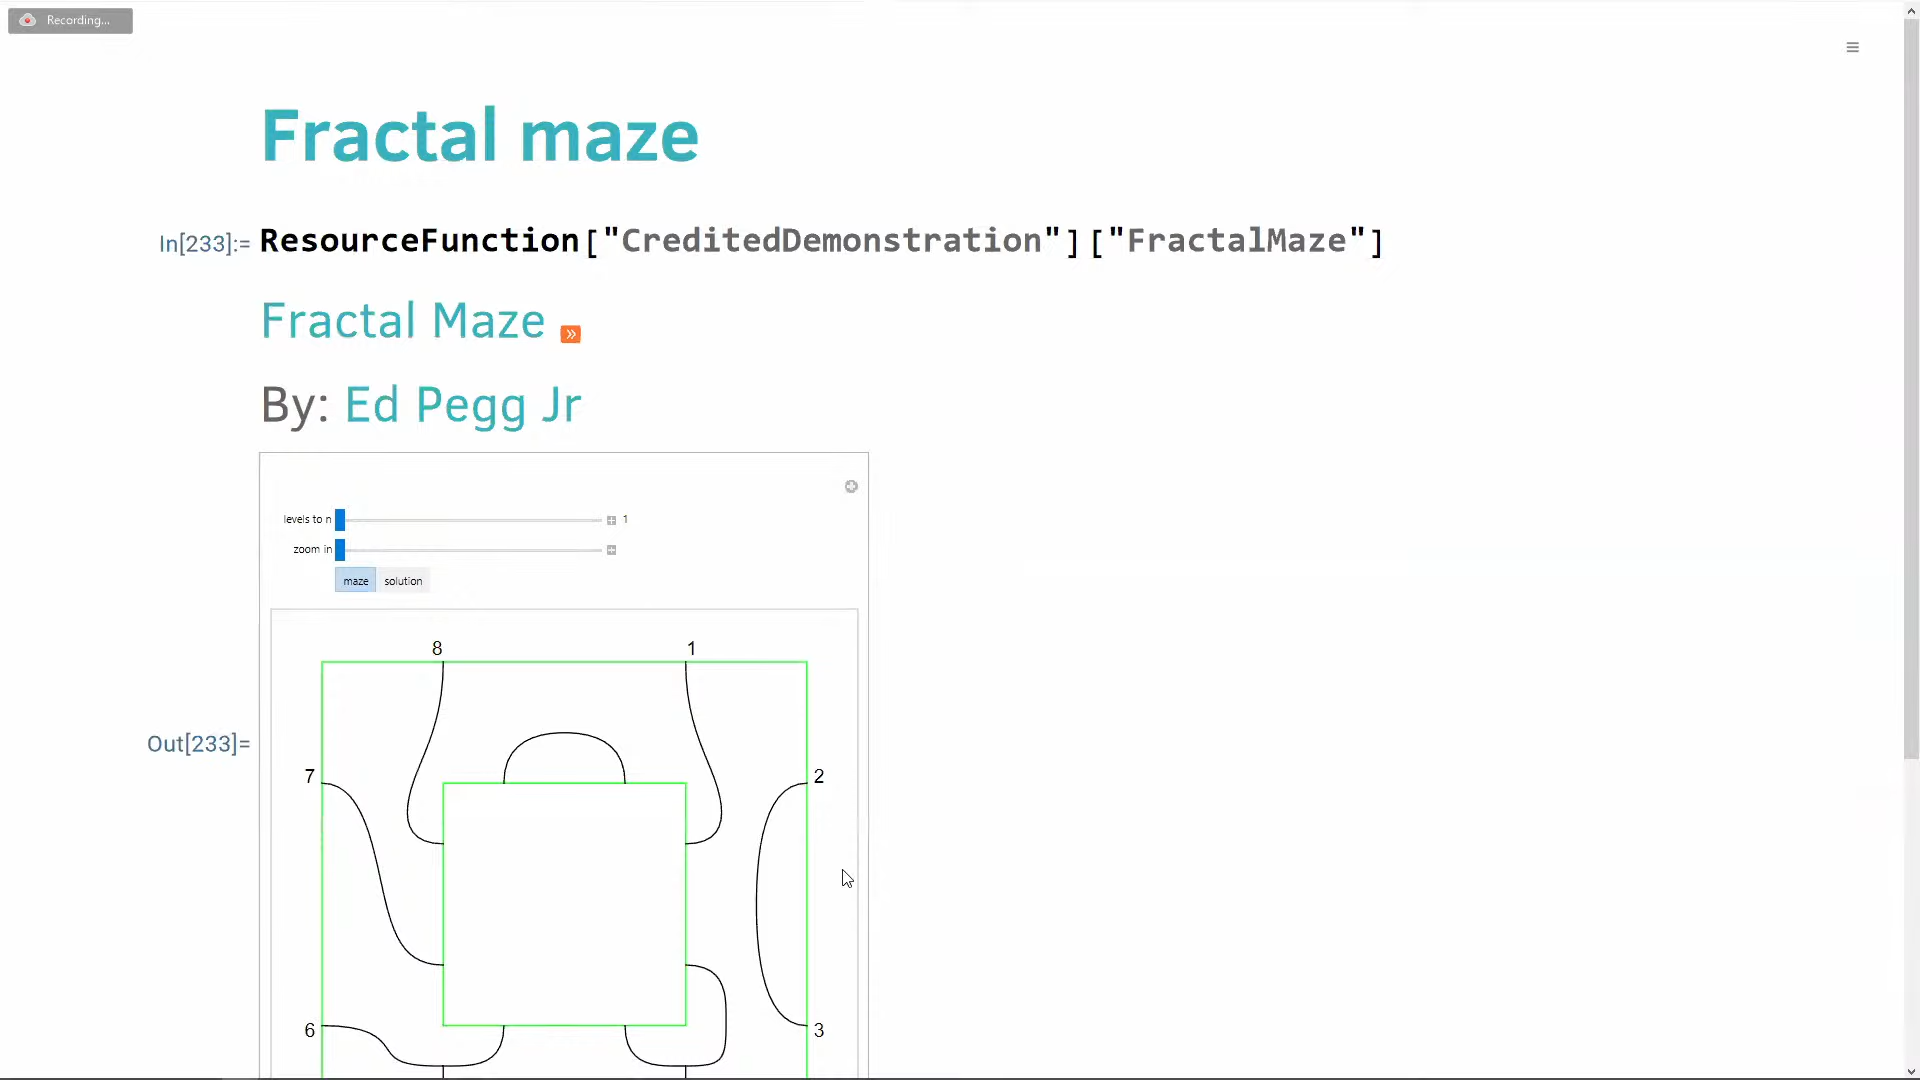 Recording...
Fractal maze
In[233]:= ResourceFunction["CreditedDemonstration"]["FractalMaze"]
Fractal Maze »
By: Ed Pegg Jr
levels to n 1
zoom in
maze solution
8 1
Out[233]=
7 2
6 3